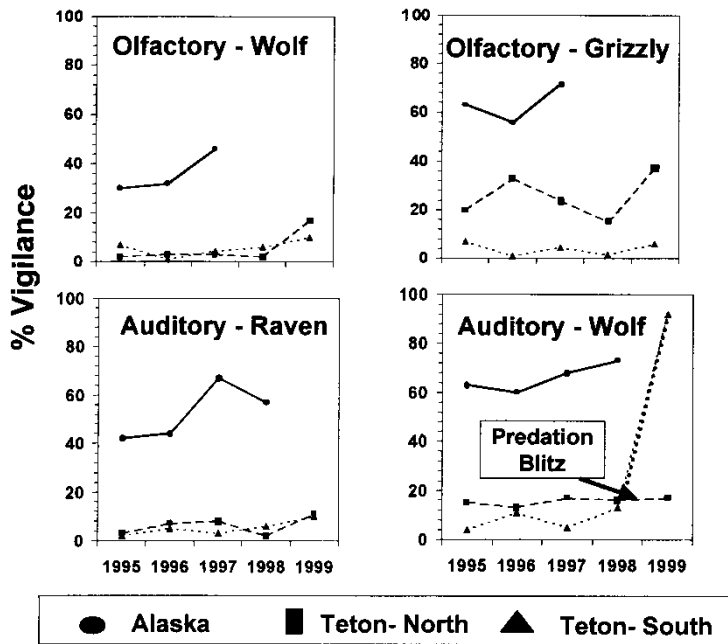 % Vigilance
Olfactory - Wolf
100
80
60
40
20
0
Olfactory - Grizzly
100
80
60
40
20
0
Auditory - Raven
100
80
60
40
20
0
1995 1996 1997 1998 1999
Auditory - Wolf
100
80
60
40
20
0
Predation
Blitz
1995 1996 1997 1998 1999
Alaska Teton- North Teton- South